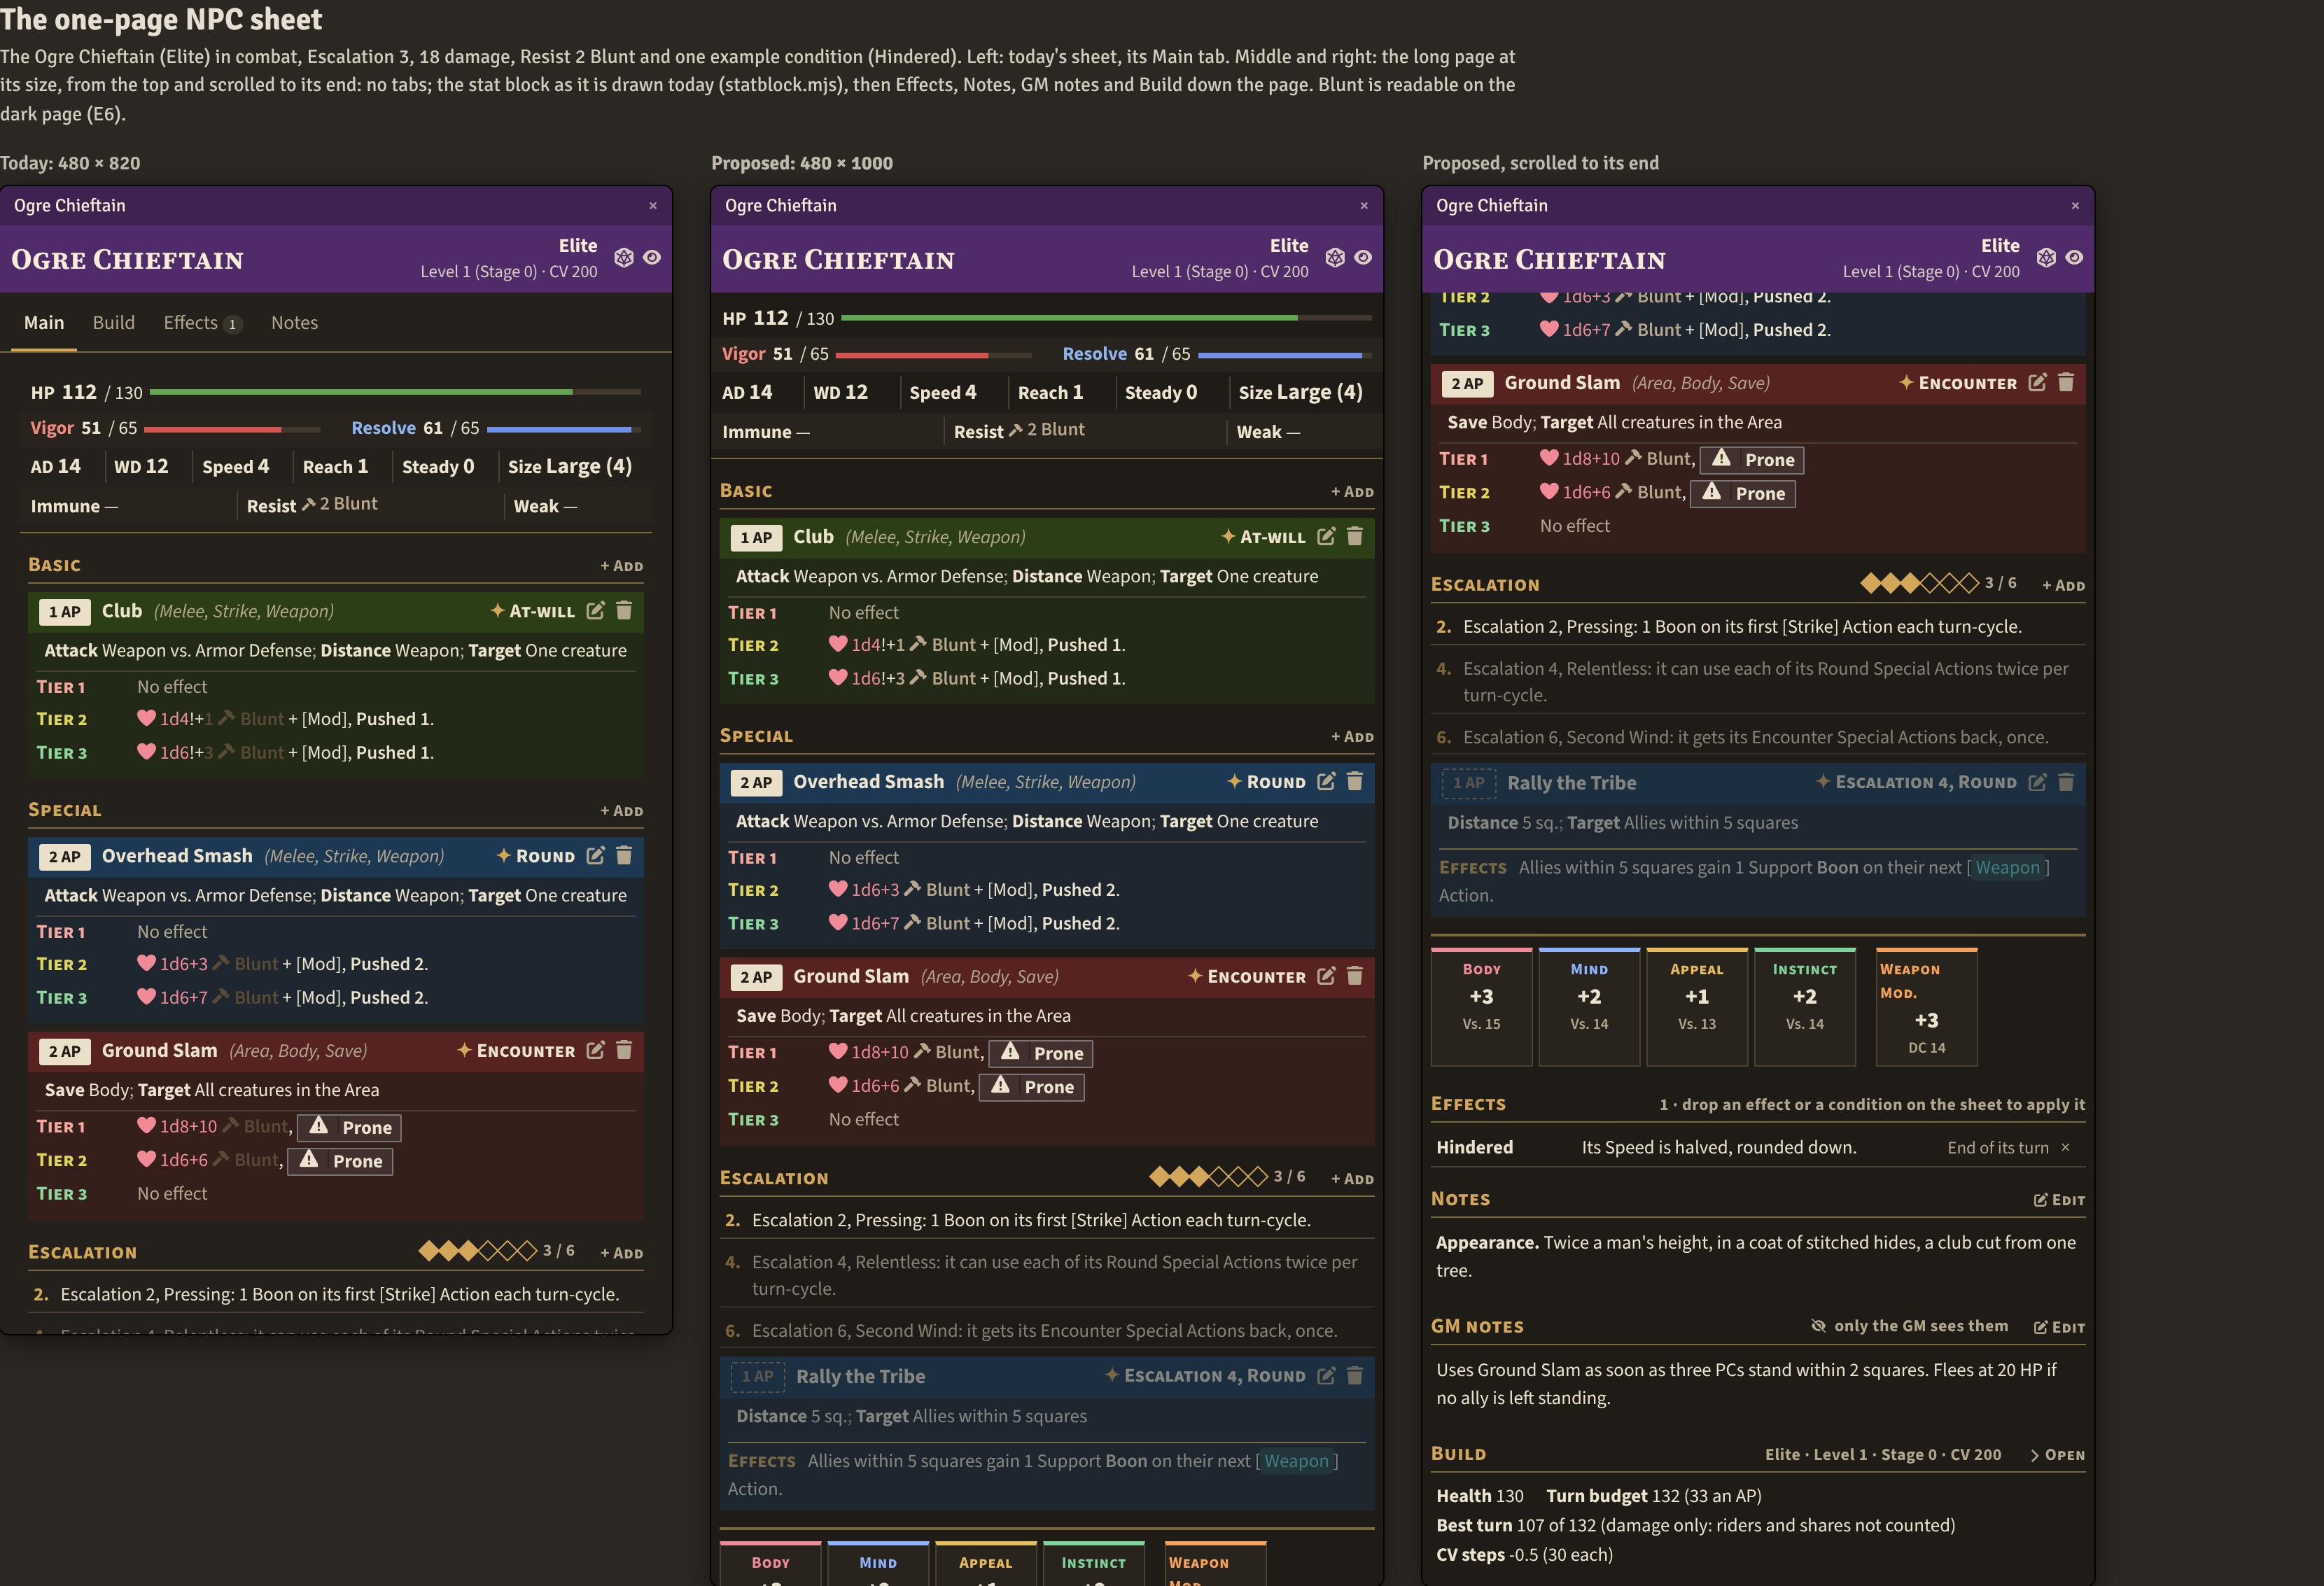 The one-page NPC sheet
The Ogre Chieftain (Elite) in combat, Escalation 3, 18 damage, Resist 2 Blunt and one example condition (Hindered). Left: today's sheet, its Main tab. Middle and right: the long page at
its size, from the top and scrolled to its end: no tabs; the stat block as it is drawn today (statblock.mjs), then Effects, Notes, GM notes and Build down the page. Blunt is readable on the
dark page (E6).
Today: 480 × 820
Ogre Chieftain ×
Ogre Chieftain
Elite
Level 1 (Stage 0) · CV 200
Main Build Effects 1 Notes
HP 112 / 130
Vigor 51 / 65 Resolve 61 / 65
AD 14 WD 12 Speed 4 Reach 1 Steady 0 Size Large (4)
Immune — Resist 2 Blunt Weak —
Basic + Add
1 AP Club (Melee, Strike, Weapon) At-will
Attack Weapon vs. Armor Defense; Distance Weapon; Target One creature
Tier 1 No effect
Tier 2 1d4!+1 Blunt + [Mod], Pushed 1.
Tier 3 1d6!+3 Blunt + [Mod], Pushed 1.
Special + Add
2 AP Overhead Smash (Melee, Strike, Weapon) Round
Attack Weapon vs. Armor Defense; Distance Weapon; Target One creature
Tier 1 No effect
Tier 2 1d6+3 Blunt + [Mod], Pushed 2.
Tier 3 1d6+7 Blunt + [Mod], Pushed 2.
2 AP Ground Slam (Area, Body, Save) Encounter
Save Body; Target All creatures in the Area
Tier 1 1d8+10 Blunt, Prone
Tier 2 1d6+6 Blunt, Prone
Tier 3 No effect
Escalation 3 / 6 + Add
2. Escalation 2, Pressing: 1 Boon on its first [Strike] Action each turn-cycle.
Proposed: 480 × 1000
Ogre Chieftain ×
Ogre Chieftain
Elite
Level 1 (Stage 0) · CV 200
HP 112 / 130
Vigor 51 / 65 Resolve 61 / 65
AD 14 WD 12 Speed 4 Reach 1 Steady 0 Size Large (4)
Immune — Resist 2 Blunt Weak —
Basic + Add
1 AP Club (Melee, Strike, Weapon) At-will
Attack Weapon vs. Armor Defense; Distance Weapon; Target One creature
Tier 1 No effect
Tier 2 1d4!+1 Blunt + [Mod], Pushed 1.
Tier 3 1d6!+3 Blunt + [Mod], Pushed 1.
Special + Add
2 AP Overhead Smash (Melee, Strike, Weapon) Round
Attack Weapon vs. Armor Defense; Distance Weapon; Target One creature
Tier 1 No effect
Tier 2 1d6+3 Blunt + [Mod], Pushed 2.
Tier 3 1d6+7 Blunt + [Mod], Pushed 2.
2 AP Ground Slam (Area, Body, Save) Encounter
Save Body; Target All creatures in the Area
Tier 1 1d8+10 Blunt, Prone
Tier 2 1d6+6 Blunt, Prone
Tier 3 No effect
Escalation 3 / 6 + Add
2. Escalation 2, Pressing: 1 Boon on its first [Strike] Action each turn-cycle.
4. Escalation 4, Relentless: it can use each of its Round Special Actions twice per
turn-cycle.
6. Escalation 6, Second Wind: it gets its Encounter Special Actions back, once.
1 AP Rally the Tribe Escalation 4, Round
Distance 5 sq.; Target Allies within 5 squares
Effects Allies within 5 squares gain 1 Support Boon on their next [ Weapon ]
Action.
Body Mind Appeal Instinct Weapon
Proposed, scrolled to its end
Ogre Chieftain ×
Ogre Chieftain
Elite
Level 1 (Stage 0) · CV 200
Tier 2 1d6+3 Blunt + [Mod], Pushed 2.
Tier 3 1d6+7 Blunt + [Mod], Pushed 2.
2 AP Ground Slam (Area, Body, Save) Encounter
Save Body; Target All creatures in the Area
Tier 1 1d8+10 Blunt, Prone
Tier 2 1d6+6 Blunt, Prone
Tier 3 No effect
Escalation 3 / 6 + Add
2. Escalation 2, Pressing: 1 Boon on its first [Strike] Action each turn-cycle.
4. Escalation 4, Relentless: it can use each of its Round Special Actions twice per
turn-cycle.
6. Escalation 6, Second Wind: it gets its Encounter Special Actions back, once.
1 AP Rally the Tribe Escalation 4, Round
Distance 5 sq.; Target Allies within 5 squares
Effects Allies within 5 squares gain 1 Support Boon on their next [ Weapon ]
Action.
Body Mind Appeal Instinct Weapon Mod.
+3 +2 +1 +2 +3
Vs. 15 Vs. 14 Vs. 13 Vs. 14 DC 14
Effects 1 · drop an effect or a condition on the sheet to apply it
Hindered Its Speed is halved, rounded down. End of its turn ×
Notes Edit
Appearance. Twice a man's height, in a coat of stitched hides, a club cut from one
tree.
GM notes only the GM sees them Edit
Uses Ground Slam as soon as three PCs stand within 2 squares. Flees at 20 HP if
no ally is left standing.
Build Elite · Level 1 · Stage 0 · CV 200 Open
Health 130 Turn budget 132 (33 an AP)
Best turn 107 of 132 (damage only: riders and shares not counted)
CV steps -0.5 (30 each)